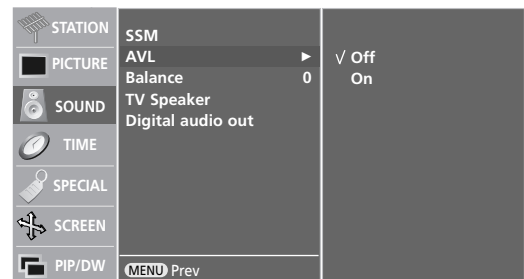 STATION
PICTURE
SOUND
TIME
SPECIAL
SCREEN
PIP/DW
SSM
AVL ►
Balance 0
TV Speaker
Digital audio out
MENU Prev
√ Off
On